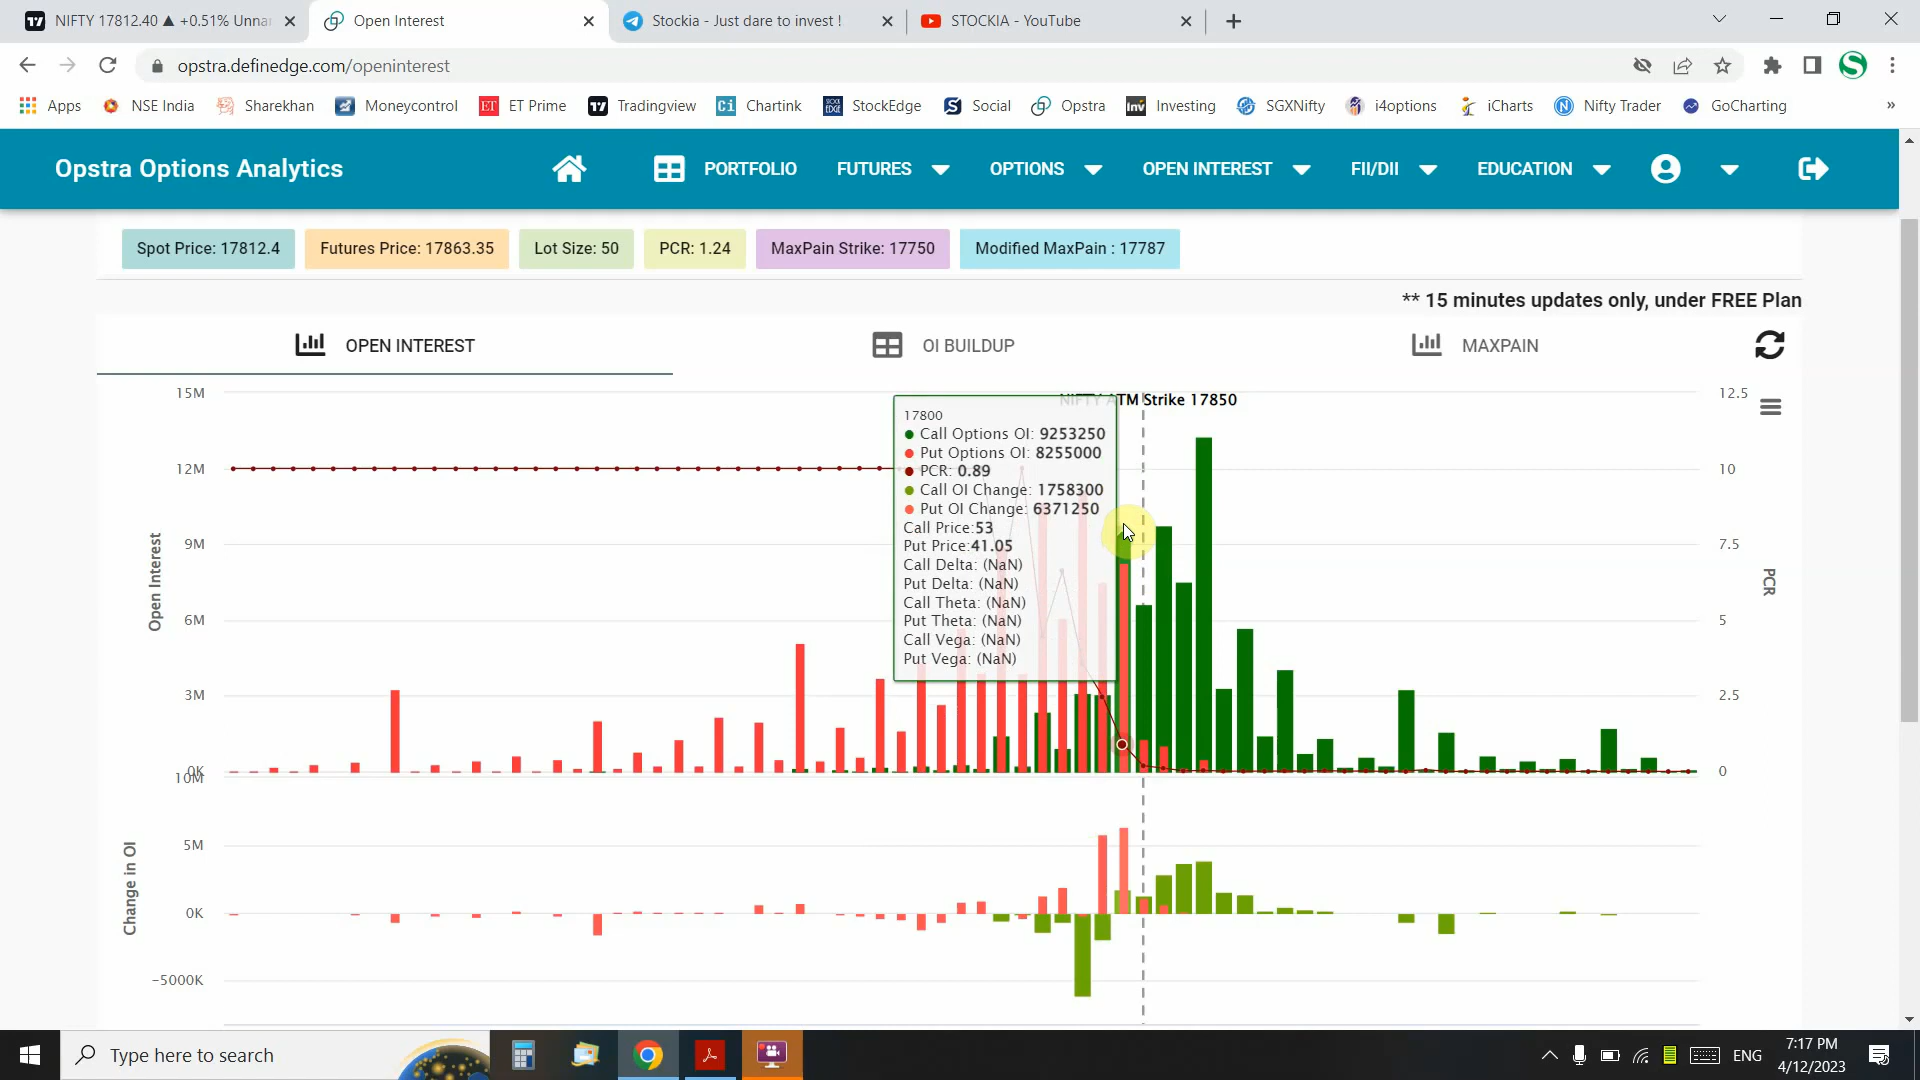 NIFTY 17812.40 ▲ +0.51% Unnar
Open Interest
Stockia - Just dare to invest !
STOCKIA - YouTube
opstra.definedge.com/openinterest
Apps
NSE India
Sharekhan
Moneycontrol
ET Prime
Tradingview
Chartink
StockEdge
Social
Opstra
Investing
SGXNifty
i4options
iCharts
Nifty Trader
GoCharting
»
Opstra Options Analytics
PORTFOLIO
FUTURES
OPTIONS
OPEN INTEREST
FII/DII
EDUCATION
Spot Price: 17812.4
Futures Price: 17863.35
Lot Size: 50
PCR: 1.24
MaxPain Strike: 17750
Modified MaxPain : 17787
** 15 minutes updates only, under FREE Plan
OPEN INTEREST
OI BUILDUP
MAXPAIN
NIFTY ATM Strike 17850
15M
12M
9M
6M
3M
0K
Open Interest
12.5
10
7.5
5
2.5
0
PCR
17800
Call Options OI: 9253250
Put Options OI: 8255000
PCR: 0.89
Call OI Change: 1758300
Put OI Change: 6371250
Call Price:53
Put Price:41.05
Call Delta: (NaN)
Put Delta: (NaN)
Call Theta: (NaN)
Put Theta: (NaN)
Call Vega: (NaN)
Put Vega: (NaN)
10M
5M
0K
-5000K
Change in OI
Type here to search
ENG
7:17 PM
4/12/2023